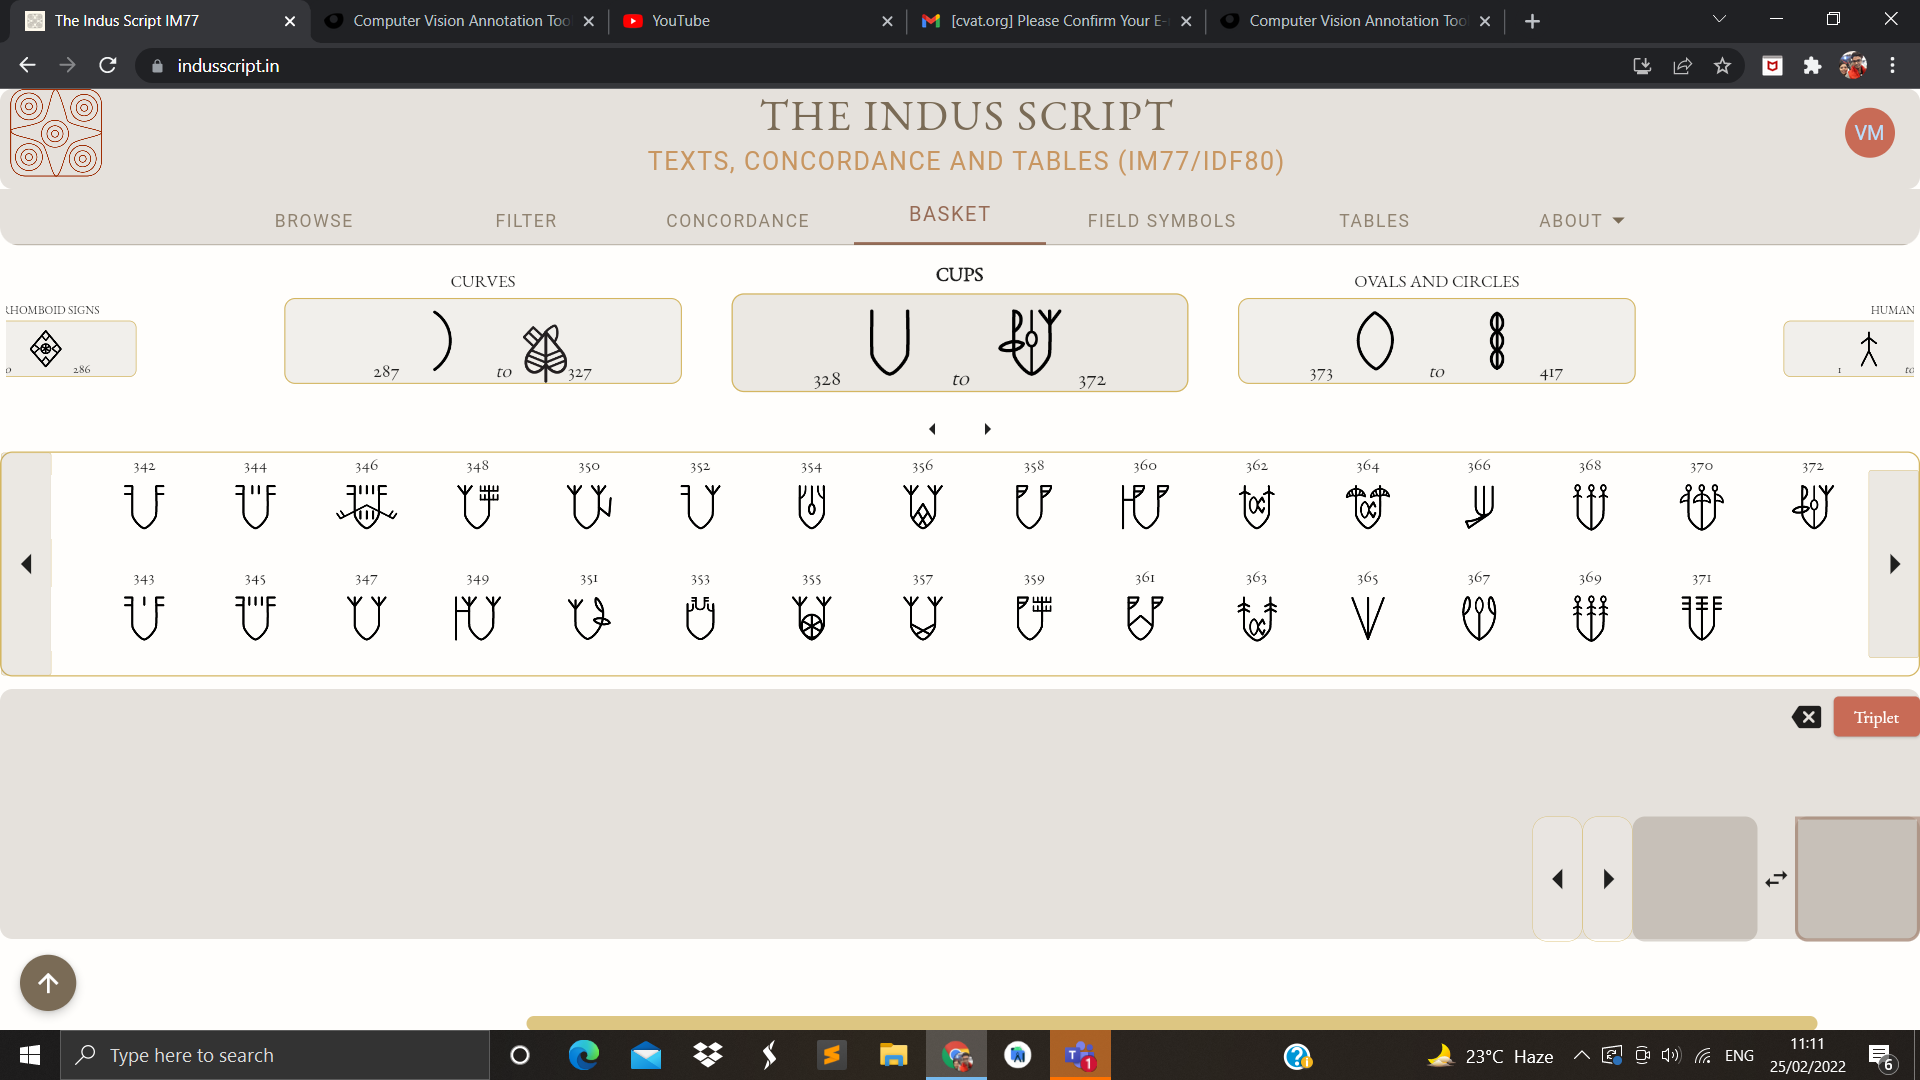 The Indus Script IM77
Computer Vision Annotation Too
YouTube
[cvat.org] Please Confirm Your E-
Computer Vision Annotation Too
indusscript.in
THE INDUS SCRIPT
TEXTS, CONCORDANCE AND TABLES (IM77/IDF80)
VM
BROWSE FILTER CONCORDANCE BASKET FIELD SYMBOLS TABLES ABOUT
RHOMBOID SIGNS CURVES CUPS OVALS AND CIRCLES HUMAN
286 287 to 327 328 to 372 373 to 417 1 to
342 344 346 348 350 352 354 356 358 360 362 364 366 368 370 372
343 345 347 349 351 353 355 357 359 361 363 365 367 369 371
Triplet
Type here to search
1
23°C Haze
ENG
11:11
25/02/2022
6